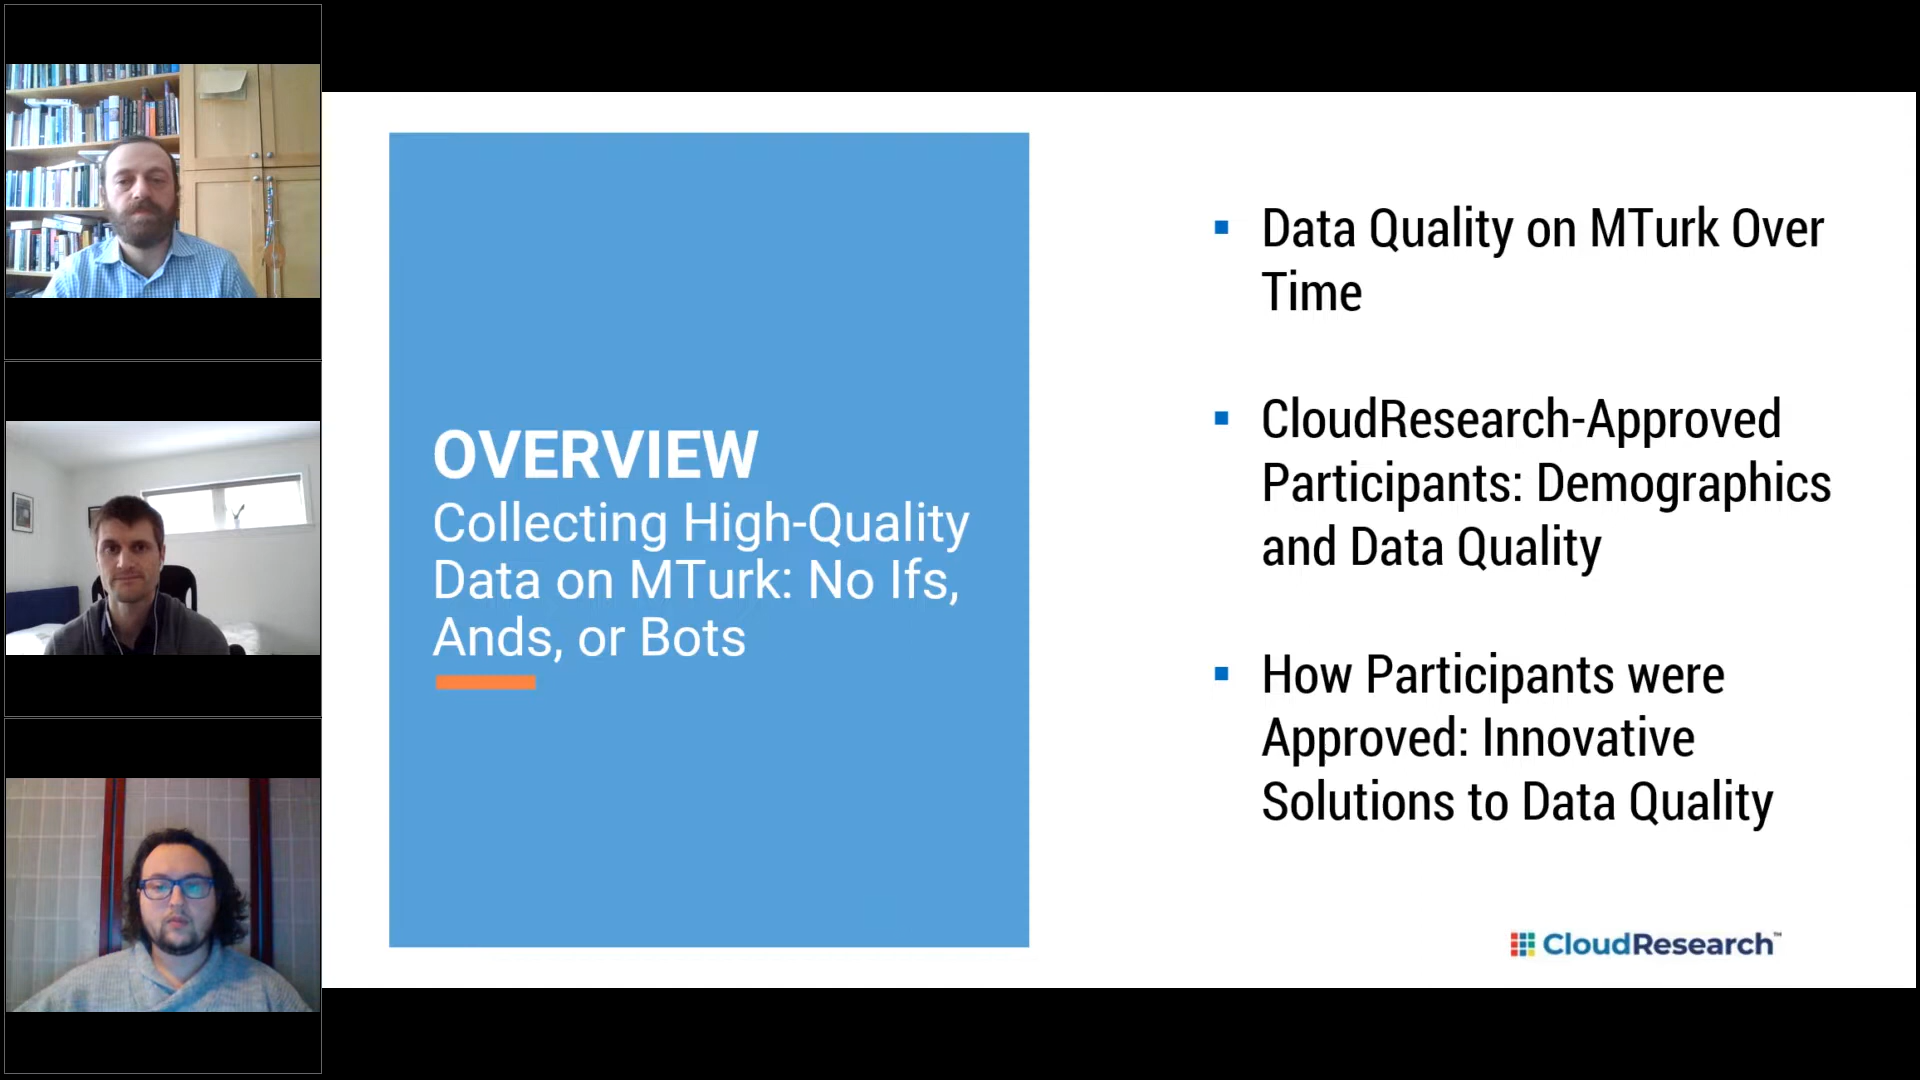 OVERVIEW
Collecting High-Quality
Data on MTurk: No Ifs,
Ands, or Bots
Data Quality on MTurk Over
Time
CloudResearch-Approved
Participants: Demographics
and Data Quality
How Participants were
Approved: Innovative
Solutions to Data Quality
CloudResearch™